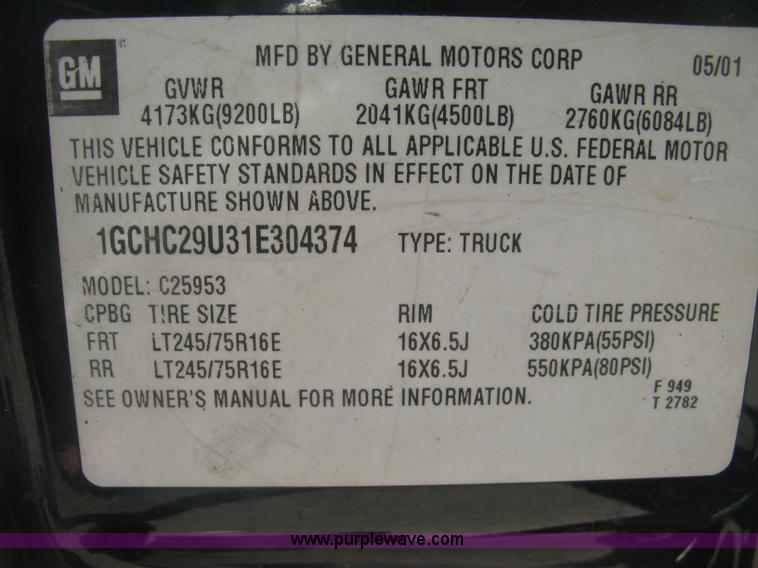 GM
MFD BY GENERAL MOTORS CORP 05/01
GVWR GAWR FRT GAWR RR
4173KG(9200LB) 2041KG(4500LB) 2760KG(6084LB)
THIS VEHICLE CONFORMS TO ALL APPLICABLE U.S. FEDERAL MOTOR
VEHICLE SAFETY STANDARDS IN EFFECT ON THE DATE OF
MANUFACTURE SHOWN ABOVE.
1GCHC29U31E304374 TYPE: TRUCK
MODEL: C25953
CPBG TIRE SIZE RIM COLD TIRE PRESSURE
FRT LT245/75R16E 16X6.5J 380KPA(55PSI)
RR LT245/75R16E 16X6.5J 550KPA(80PSI)
SEE OWNER'S MANUAL FOR MORE INFORMATION.
F 949
T 2782
www.purplewave.com